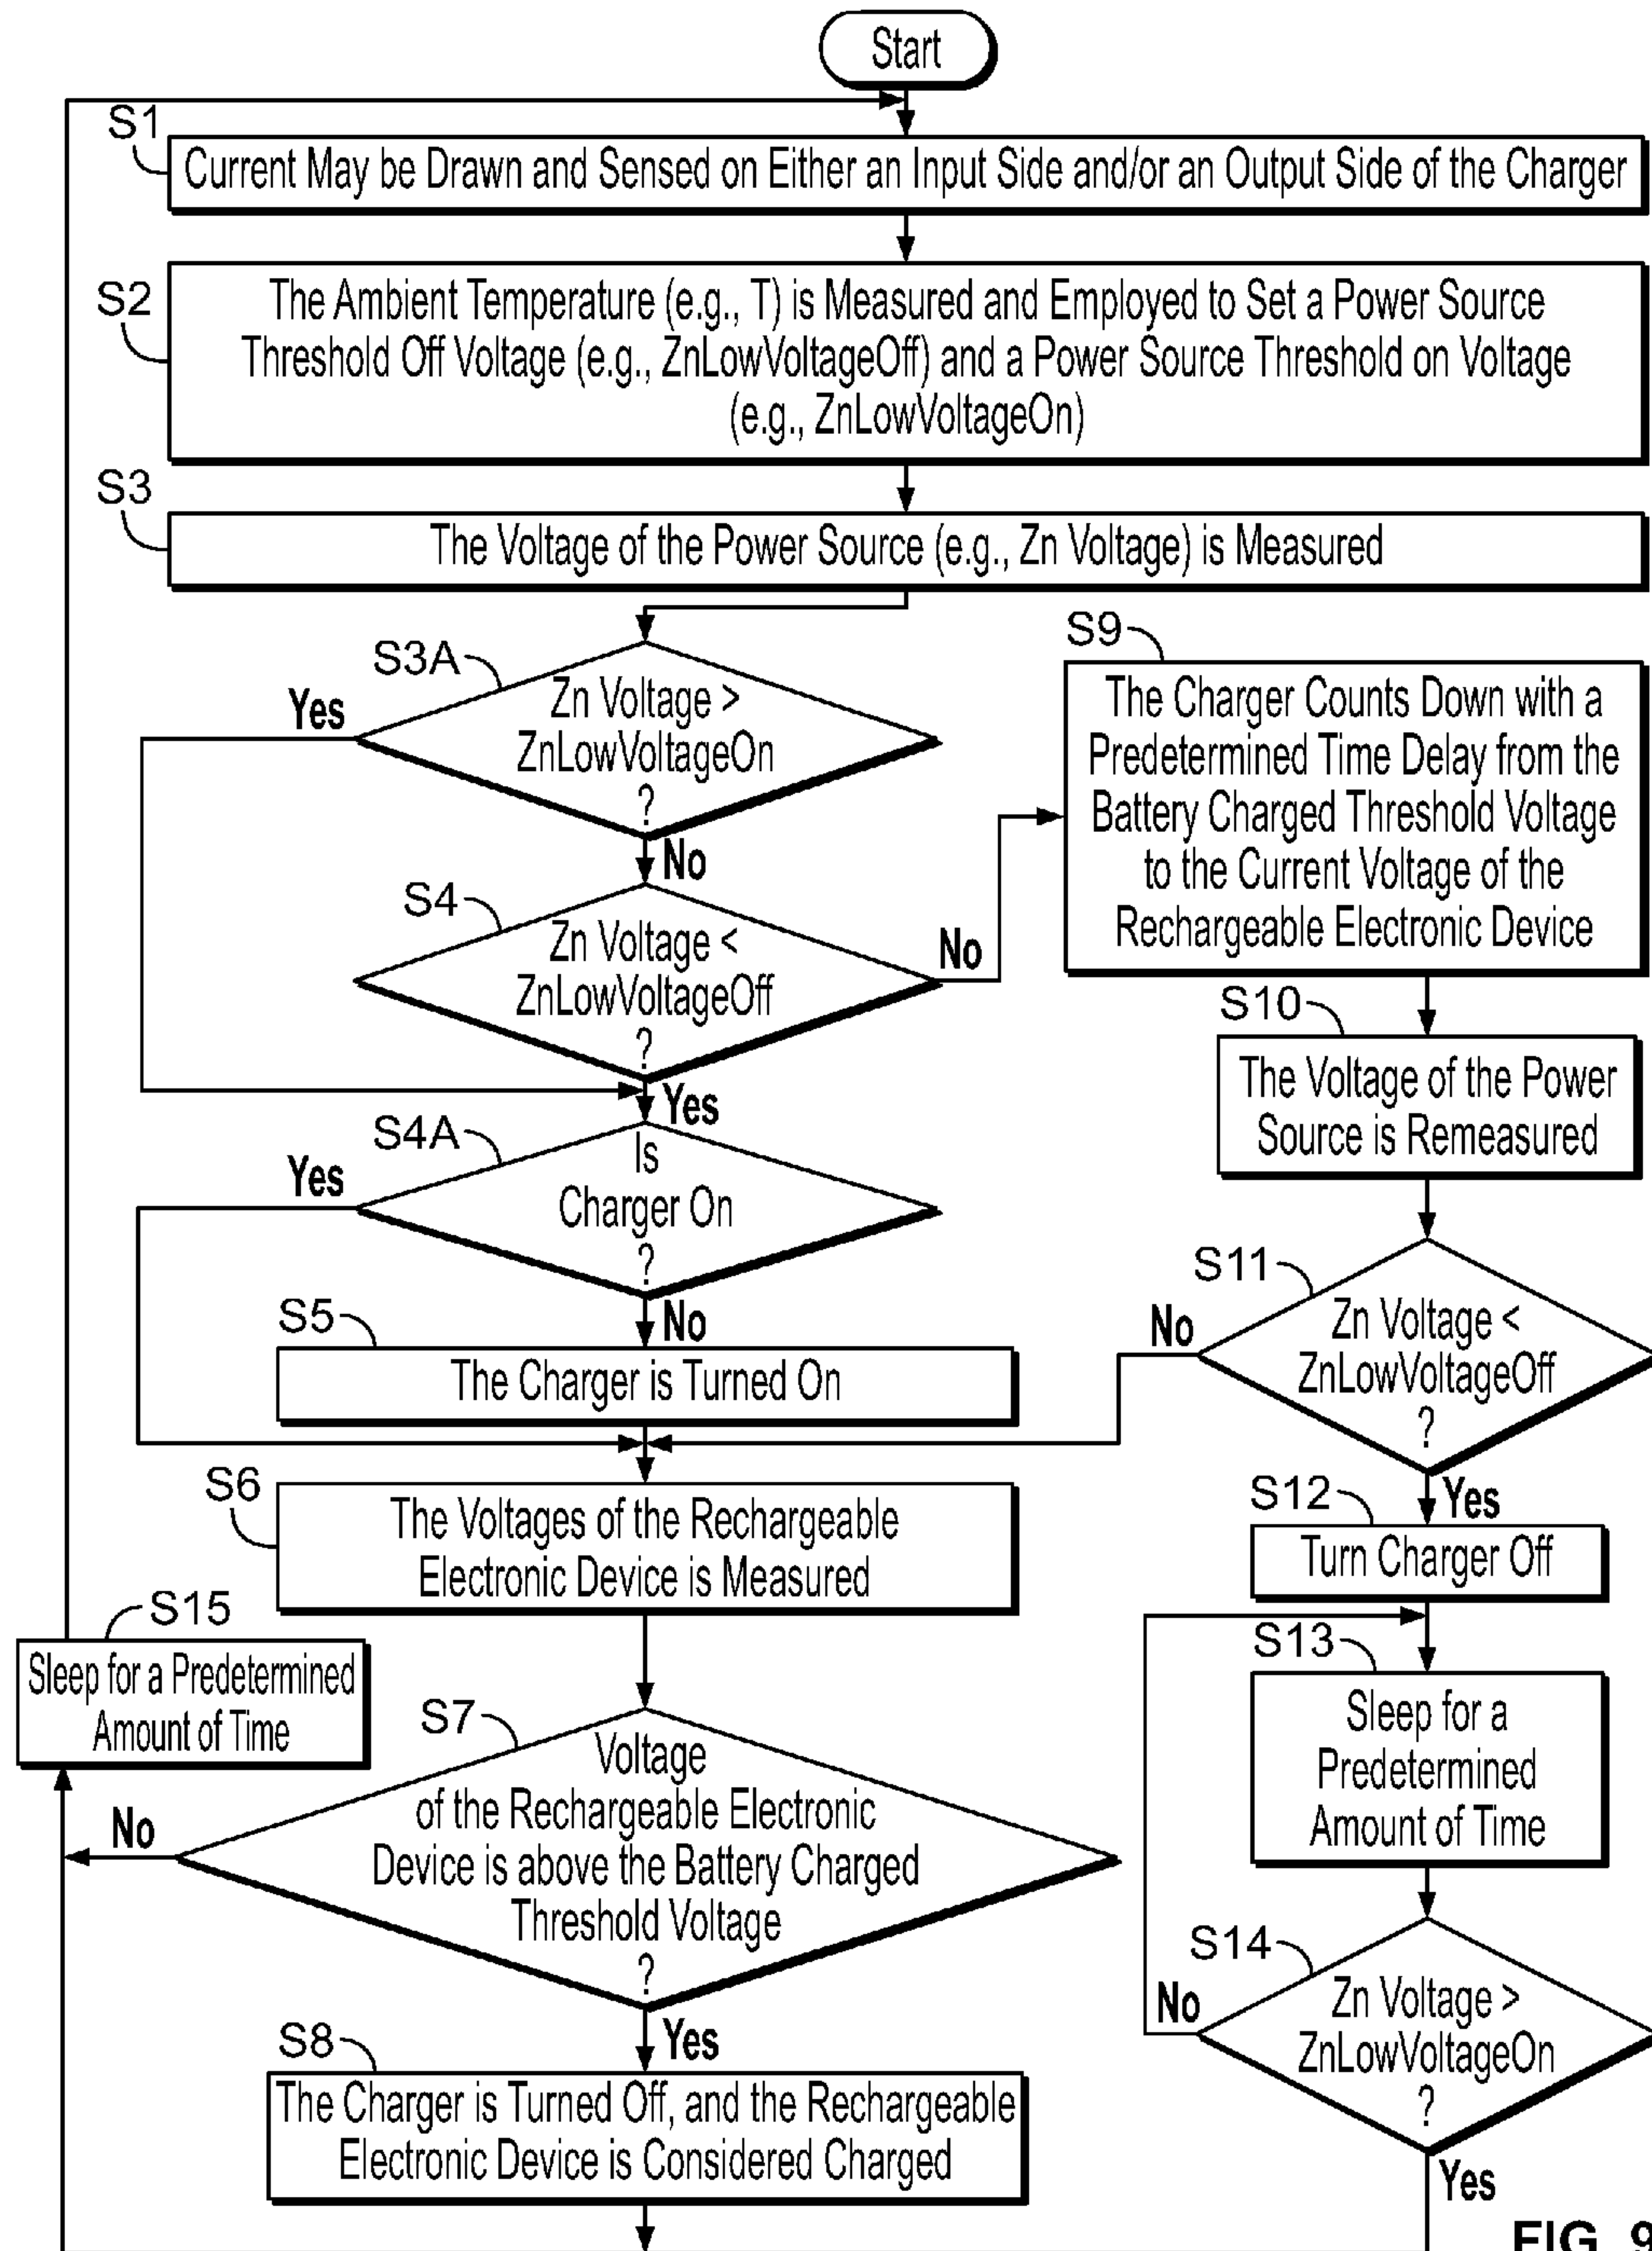 Start
S1
Current May be Drawn and Sensed on Either an Input Side and/or an Output Side of the Charger
S2
The Ambient Temperature (e.g., T) is Measured and Employed to Set a Power Source
Threshold Off Voltage (e.g., ZnLowVoltageOff) and a Power Source Threshold on Voltage
(e.g., ZnLowVoltageOn)
S3
The Voltage of the Power Source (e.g., Zn Voltage) is Measured
S3A
Zn Voltage >
ZnLowVoltageOn
?
Yes
No
S4
Zn Voltage <
ZnLowVoltageOff
?
No
Yes
S4A
Is
Charger On
?
Yes
No
S5
The Charger is Turned On
S6
The Voltages of the Rechargeable
Electronic Device is Measured
S7
Voltage
of the Rechargeable Electronic
Device is above the Battery Charged
Threshold Voltage
?
No
Yes
S8
The Charger is Turned Off, and the Rechargeable
Electronic Device is Considered Charged
S15
Sleep for a Predetermined
Amount of Time
S9
The Charger Counts Down with a
Predetermined Time Delay from the
Battery Charged Threshold Voltage
to the Current Voltage of the
Rechargeable Electronic Device
S10
The Voltage of the Power
Source is Remeasured
S11
Zn Voltage <
ZnLowVoltageOff
?
No
Yes
S12
Turn Charger Off
S13
Sleep for a
Predetermined
Amount of Time
S14
Zn Voltage >
ZnLowVoltageOn
?
No
Yes
FIG. 9